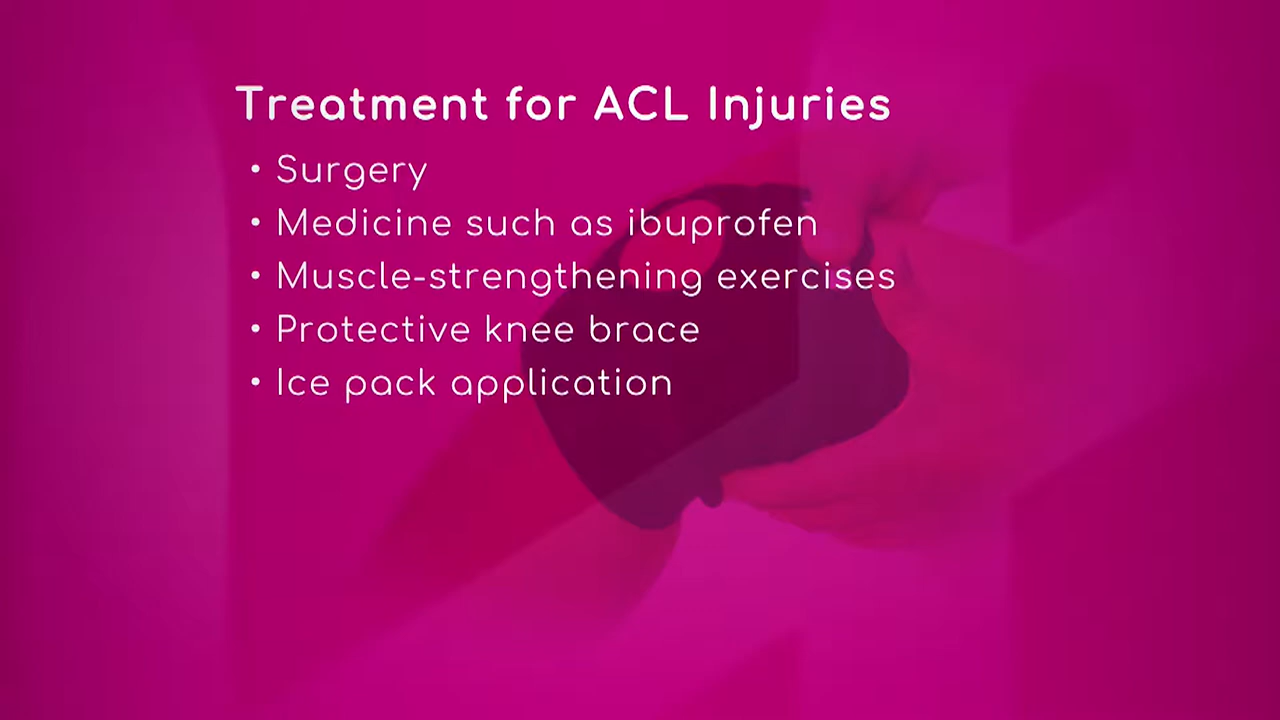 Treatment for ACL Injuries
• Surgery
• Medicine such as ibuprofen
• Muscle-strengthening exercises
• Protective knee brace
• Ice pack application